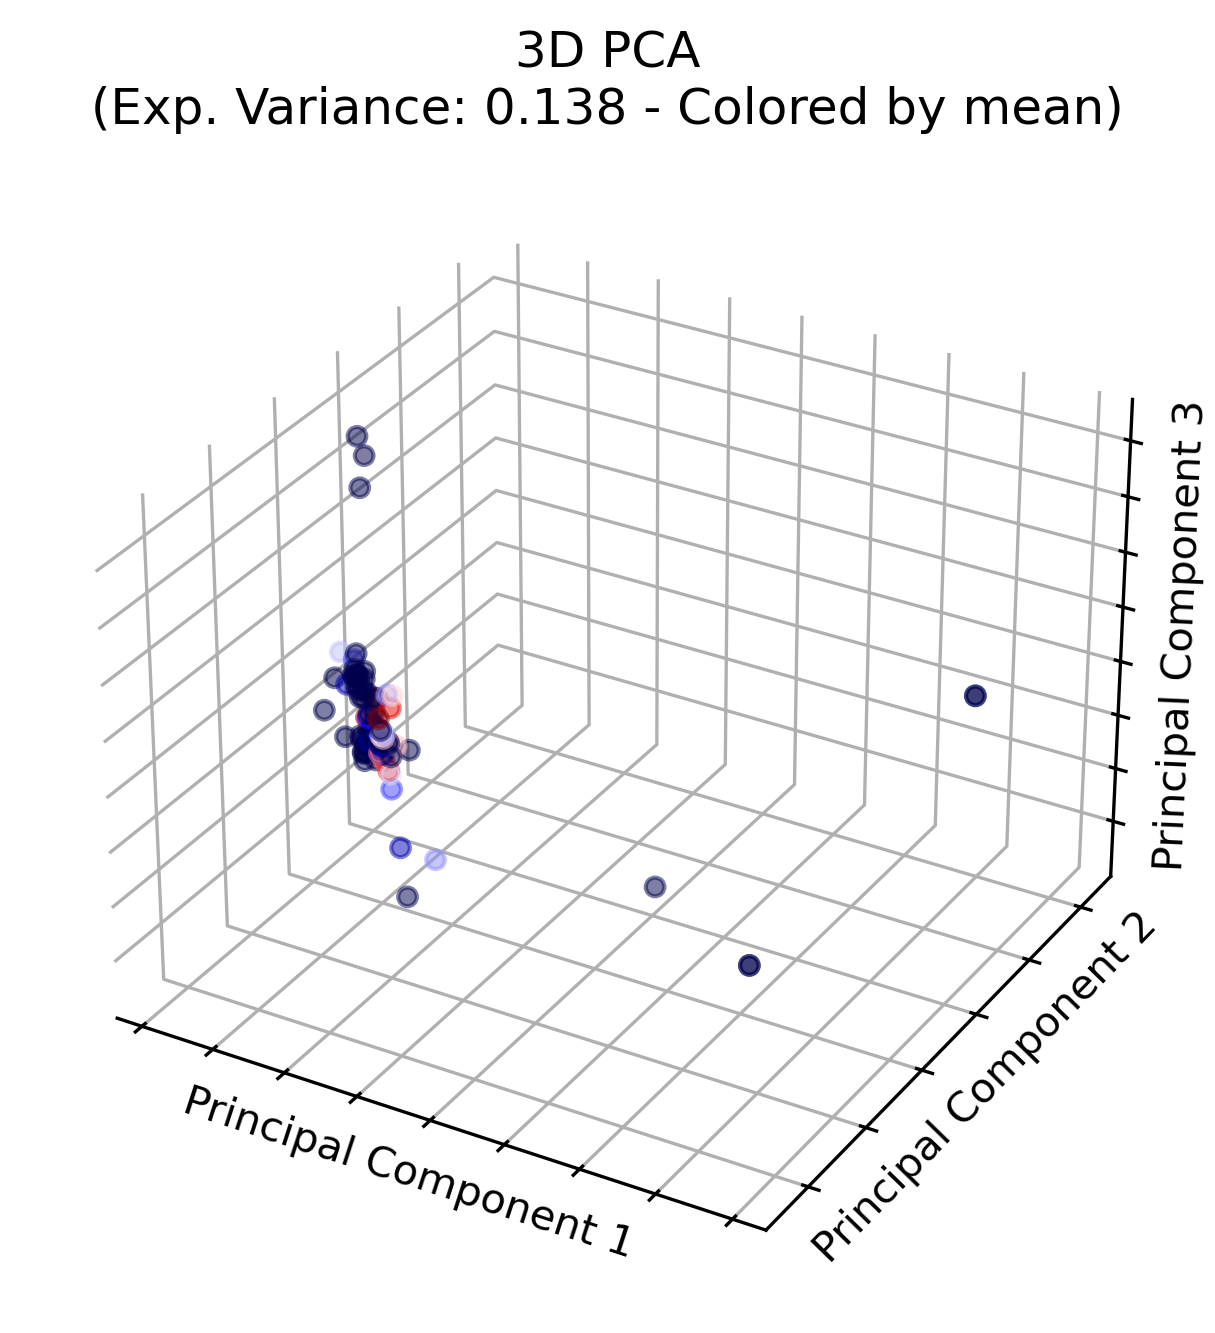 3D PCA
(Exp. Variance: 0.138 - Colored by mean)
Principal Component 3
Principal Component 2
Principal Component 1